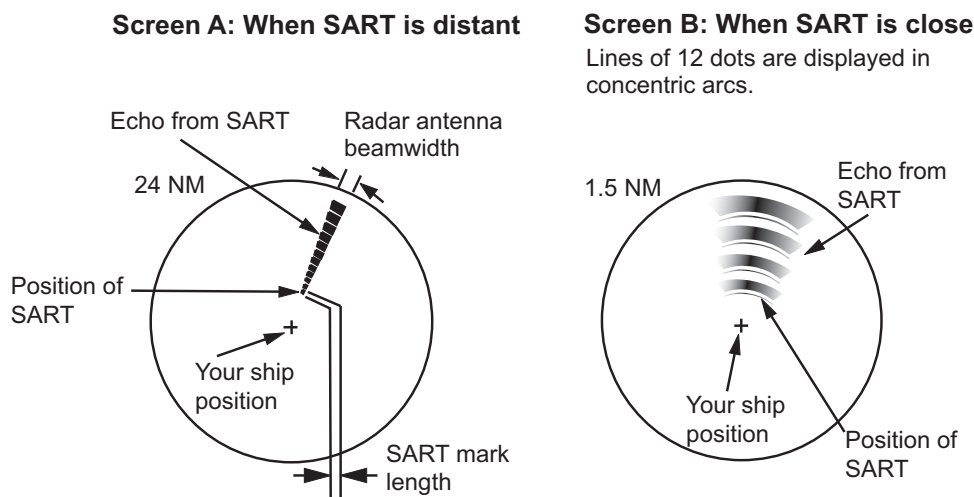 Screen A: When SART is distant
Echo from SART
Radar antenna
beamwidth
24 NM
Position of
SART
Your ship
position
SART mark
length
Screen B: When SART is close
Lines of 12 dots are displayed in
concentric arcs.
1.5 NM
Echo from
SART
Your ship
position
Position of
SART